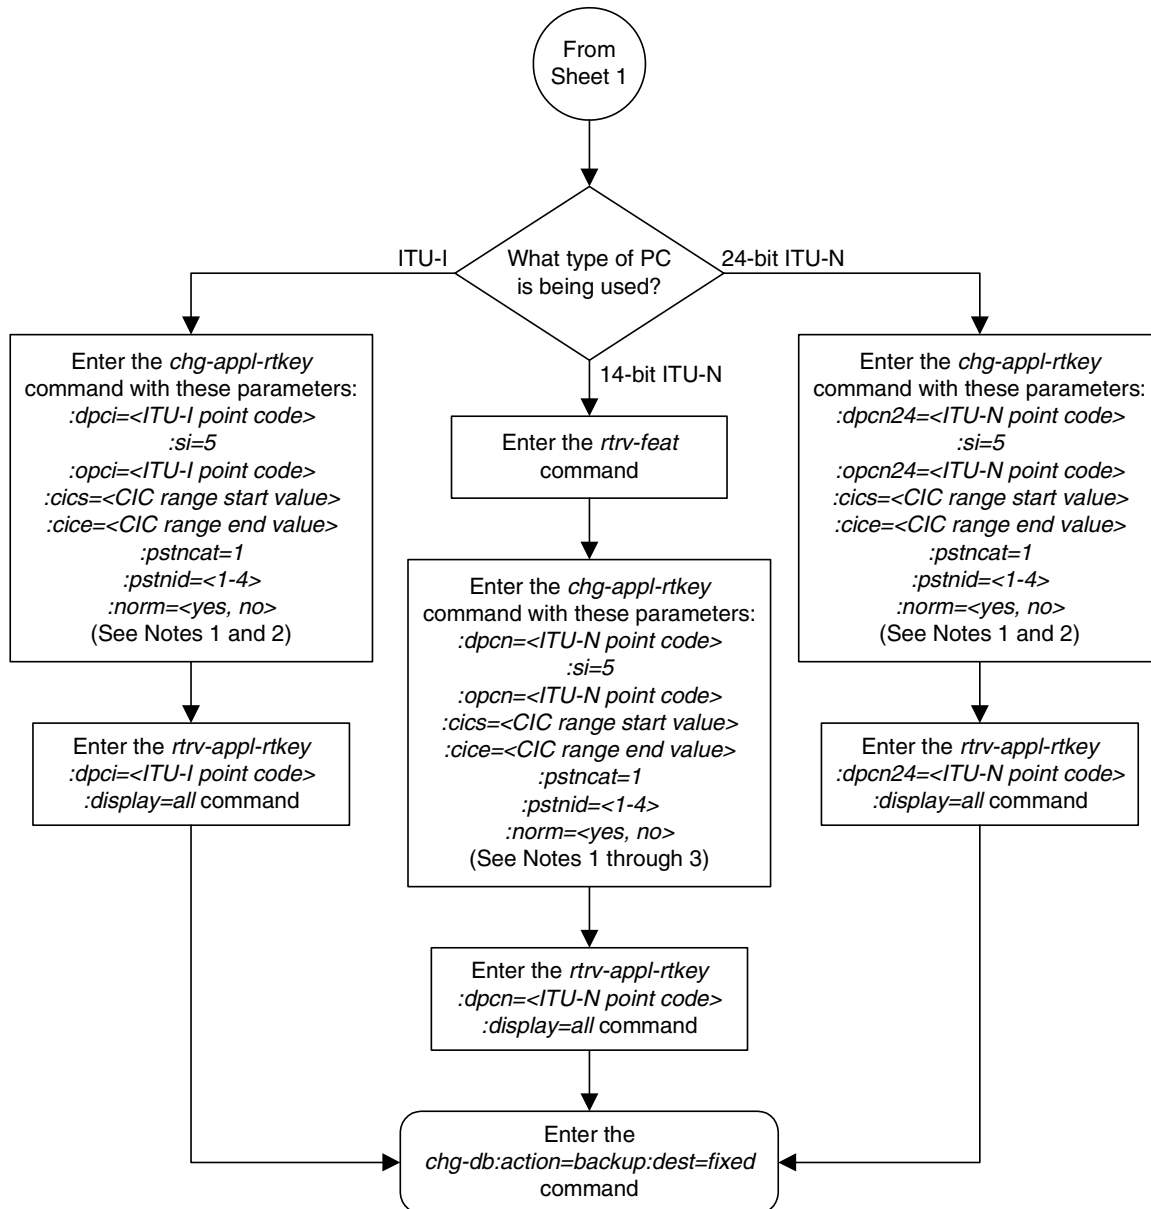 From
Sheet 1
What type of PC
is being used?
ITU-I
24-bit ITU-N
14-bit ITU-N
Enter the chg-appl-rtkey
command with these parameters:
:dpci=<ITU-I point code>
:si=5
:opci=<ITU-I point code>
:cics=<CIC range start value>
:cice=<CIC range end value>
:pstncat=1
:pstnid=<1-4>
:norm=<yes, no>
(See Notes 1 and 2)
Enter the rtrv-appl-rtkey
:dpci=<ITU-I point code>
:display=all command
Enter the rtrv-feat
command
Enter the chg-appl-rtkey
command with these parameters:
:dpcn=<ITU-N point code>
:si=5
:opcn=<ITU-N point code>
:cics=<CIC range start value>
:cice=<CIC range end value>
:pstncat=1
:pstnid=<1-4>
:norm=<yes, no>
(See Notes 1 through 3)
Enter the rtrv-appl-rtkey
:dpcn=<ITU-N point code>
:display=all command
Enter the chg-appl-rtkey
command with these parameters:
:dpcn24=<ITU-N point code>
:si=5
:opcn24=<ITU-N point code>
:cics=<CIC range start value>
:cice=<CIC range end value>
:pstncat=1
:pstnid=<1-4>
:norm=<yes, no>
(See Notes 1 and 2)
Enter the rtrv-appl-rtkey
:dpcn24=<ITU-N point code>
:display=all command
Enter the
chg-db:action=backup:dest=fixed
command